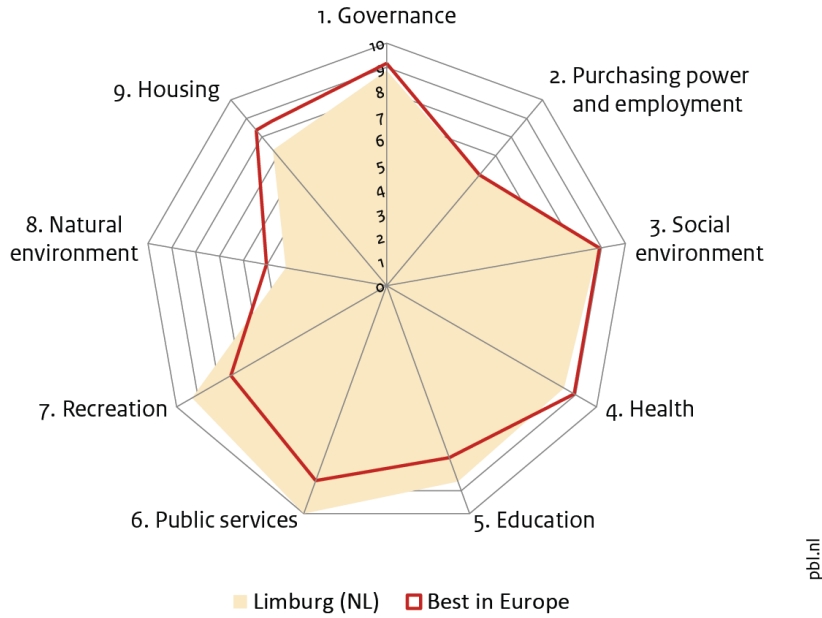 1. Governance
10
9
8
7
6
5
4
3
2
1
0
2. Purchasing power
and employment
3. Social
environment
4. Health
5. Education
6. Public services
7. Recreation
8. Natural
environment
9. Housing
Limburg (NL)
Best in Europe
pbl.nl